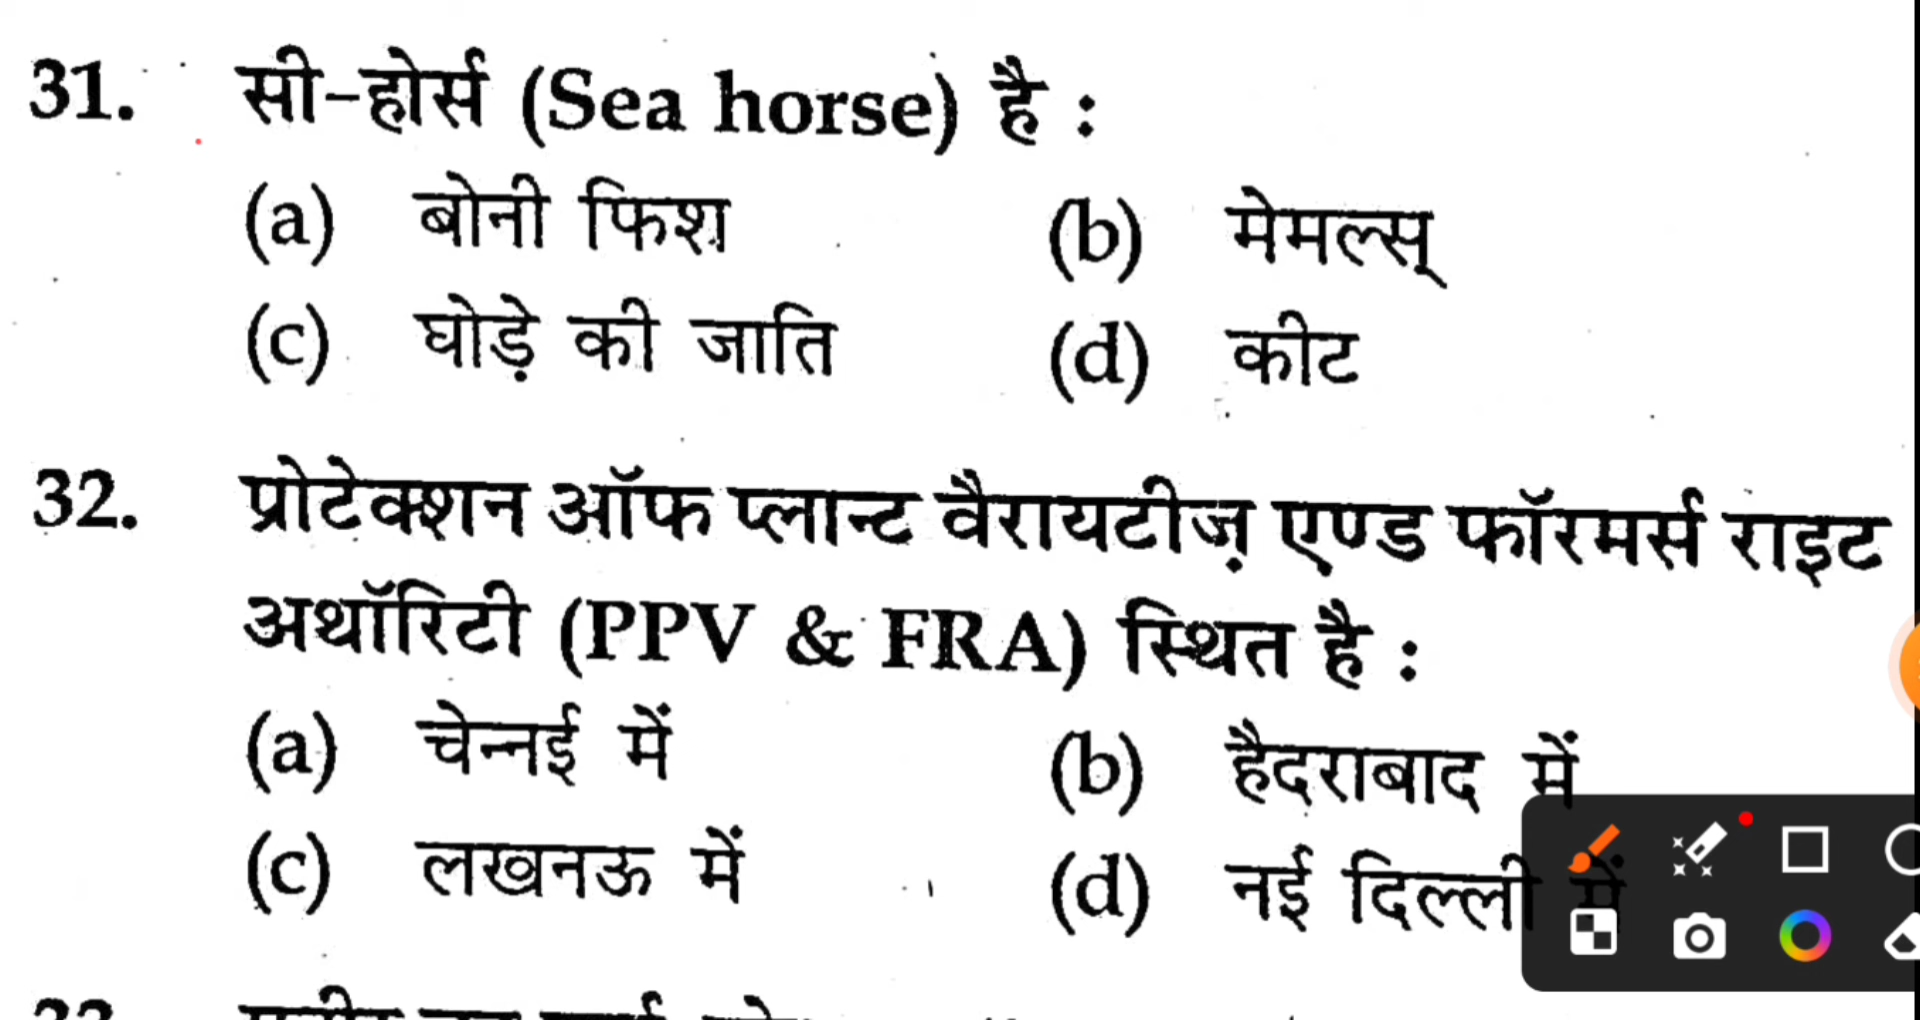 31. सी-होर्स (Sea horse) है :
(a) बोनी फिश (b) मेमल्स्
(c) घोड़े की जाति (d) कीट
32. प्रोटेक्शन ऑफ प्लान्ट वैरायटीज़ एण्ड फॉरमर्स राइट
अथॉरिटी (PPV & FRA) स्थित है :
(a) चेन्नई में (b) हैदराबाद में
(c) लखनऊ में (d) नई दिल्ली में